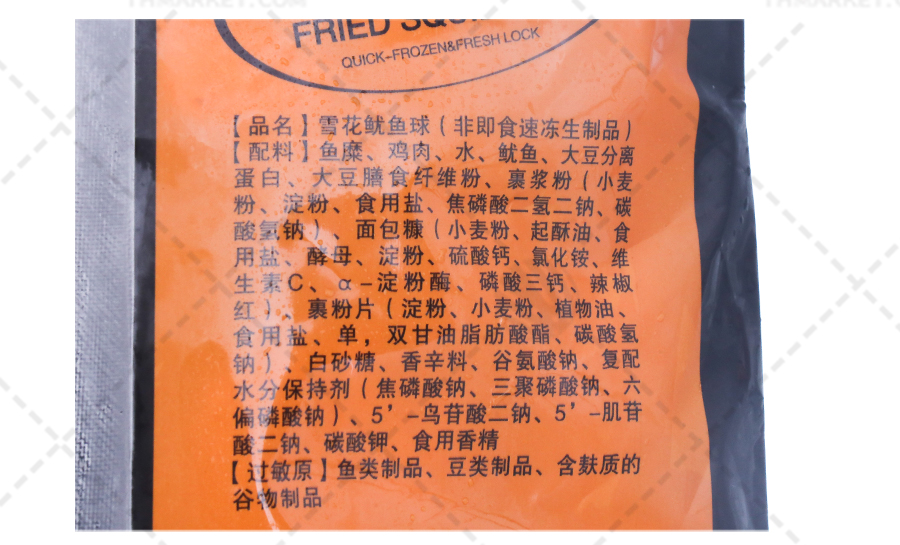 FRIED SQU
QUICK-FROZEN&FRESH LOCK
【品名】雪花鱿鱼球（非即食速冻生制品）
【配料】鱼糜、鸡肉、水、鱿鱼、大豆分离
蛋白、大豆膳食纤维粉、裹浆粉（小麦
粉、淀粉、食用盐、焦磷酸二氢二钠、碳
酸氢钠）、面包糠（小麦粉、起酥油、食
用盐、酵母、淀粉、硫酸钙、氯化铵、维
生素C、α-淀粉酶、磷酸三钙、辣椒
红）、裹粉片（淀粉、小麦粉、植物油、
食用盐、单，双甘油脂肪酸酯、碳酸氢
钠）、白砂糖、香辛料、谷氨酸钠、复配
水分保持剂（焦磷酸钠、三聚磷酸钠、六
偏磷酸钠）、5’-鸟苷酸二钠、5’-肌苷
酸二钠、碳酸钾、食用香精
【过敏原】鱼类制品、豆类制品、含麸质的
谷物制品